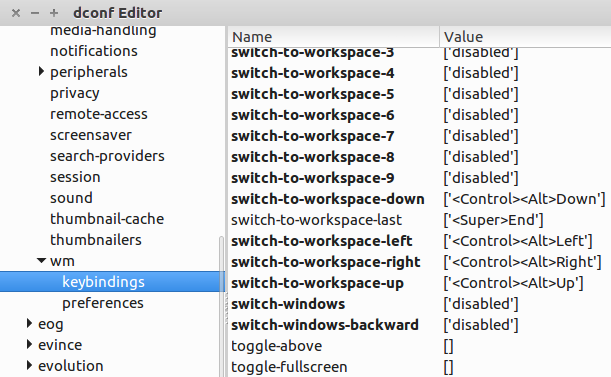 dconf Editor
media-handling
notifications
peripherals
privacy
remote-access
screensaver
search-providers
session
sound
thumbnail-cache
thumbnailers
wm
keybindings
preferences
eog
evince
evolution
Name Value
switch-to-workspace-3 ['disabled']
switch-to-workspace-4 ['disabled']
switch-to-workspace-5 ['disabled']
switch-to-workspace-6 ['disabled']
switch-to-workspace-7 ['disabled']
switch-to-workspace-8 ['disabled']
switch-to-workspace-9 ['disabled']
switch-to-workspace-down ['<Control><Alt>Down']
switch-to-workspace-last ['<Super>End']
switch-to-workspace-left ['<Control><Alt>Left']
switch-to-workspace-right ['<Control><Alt>Right']
switch-to-workspace-up ['<Control><Alt>Up']
switch-windows ['disabled']
switch-windows-backward ['disabled']
toggle-above []
toggle-fullscreen []